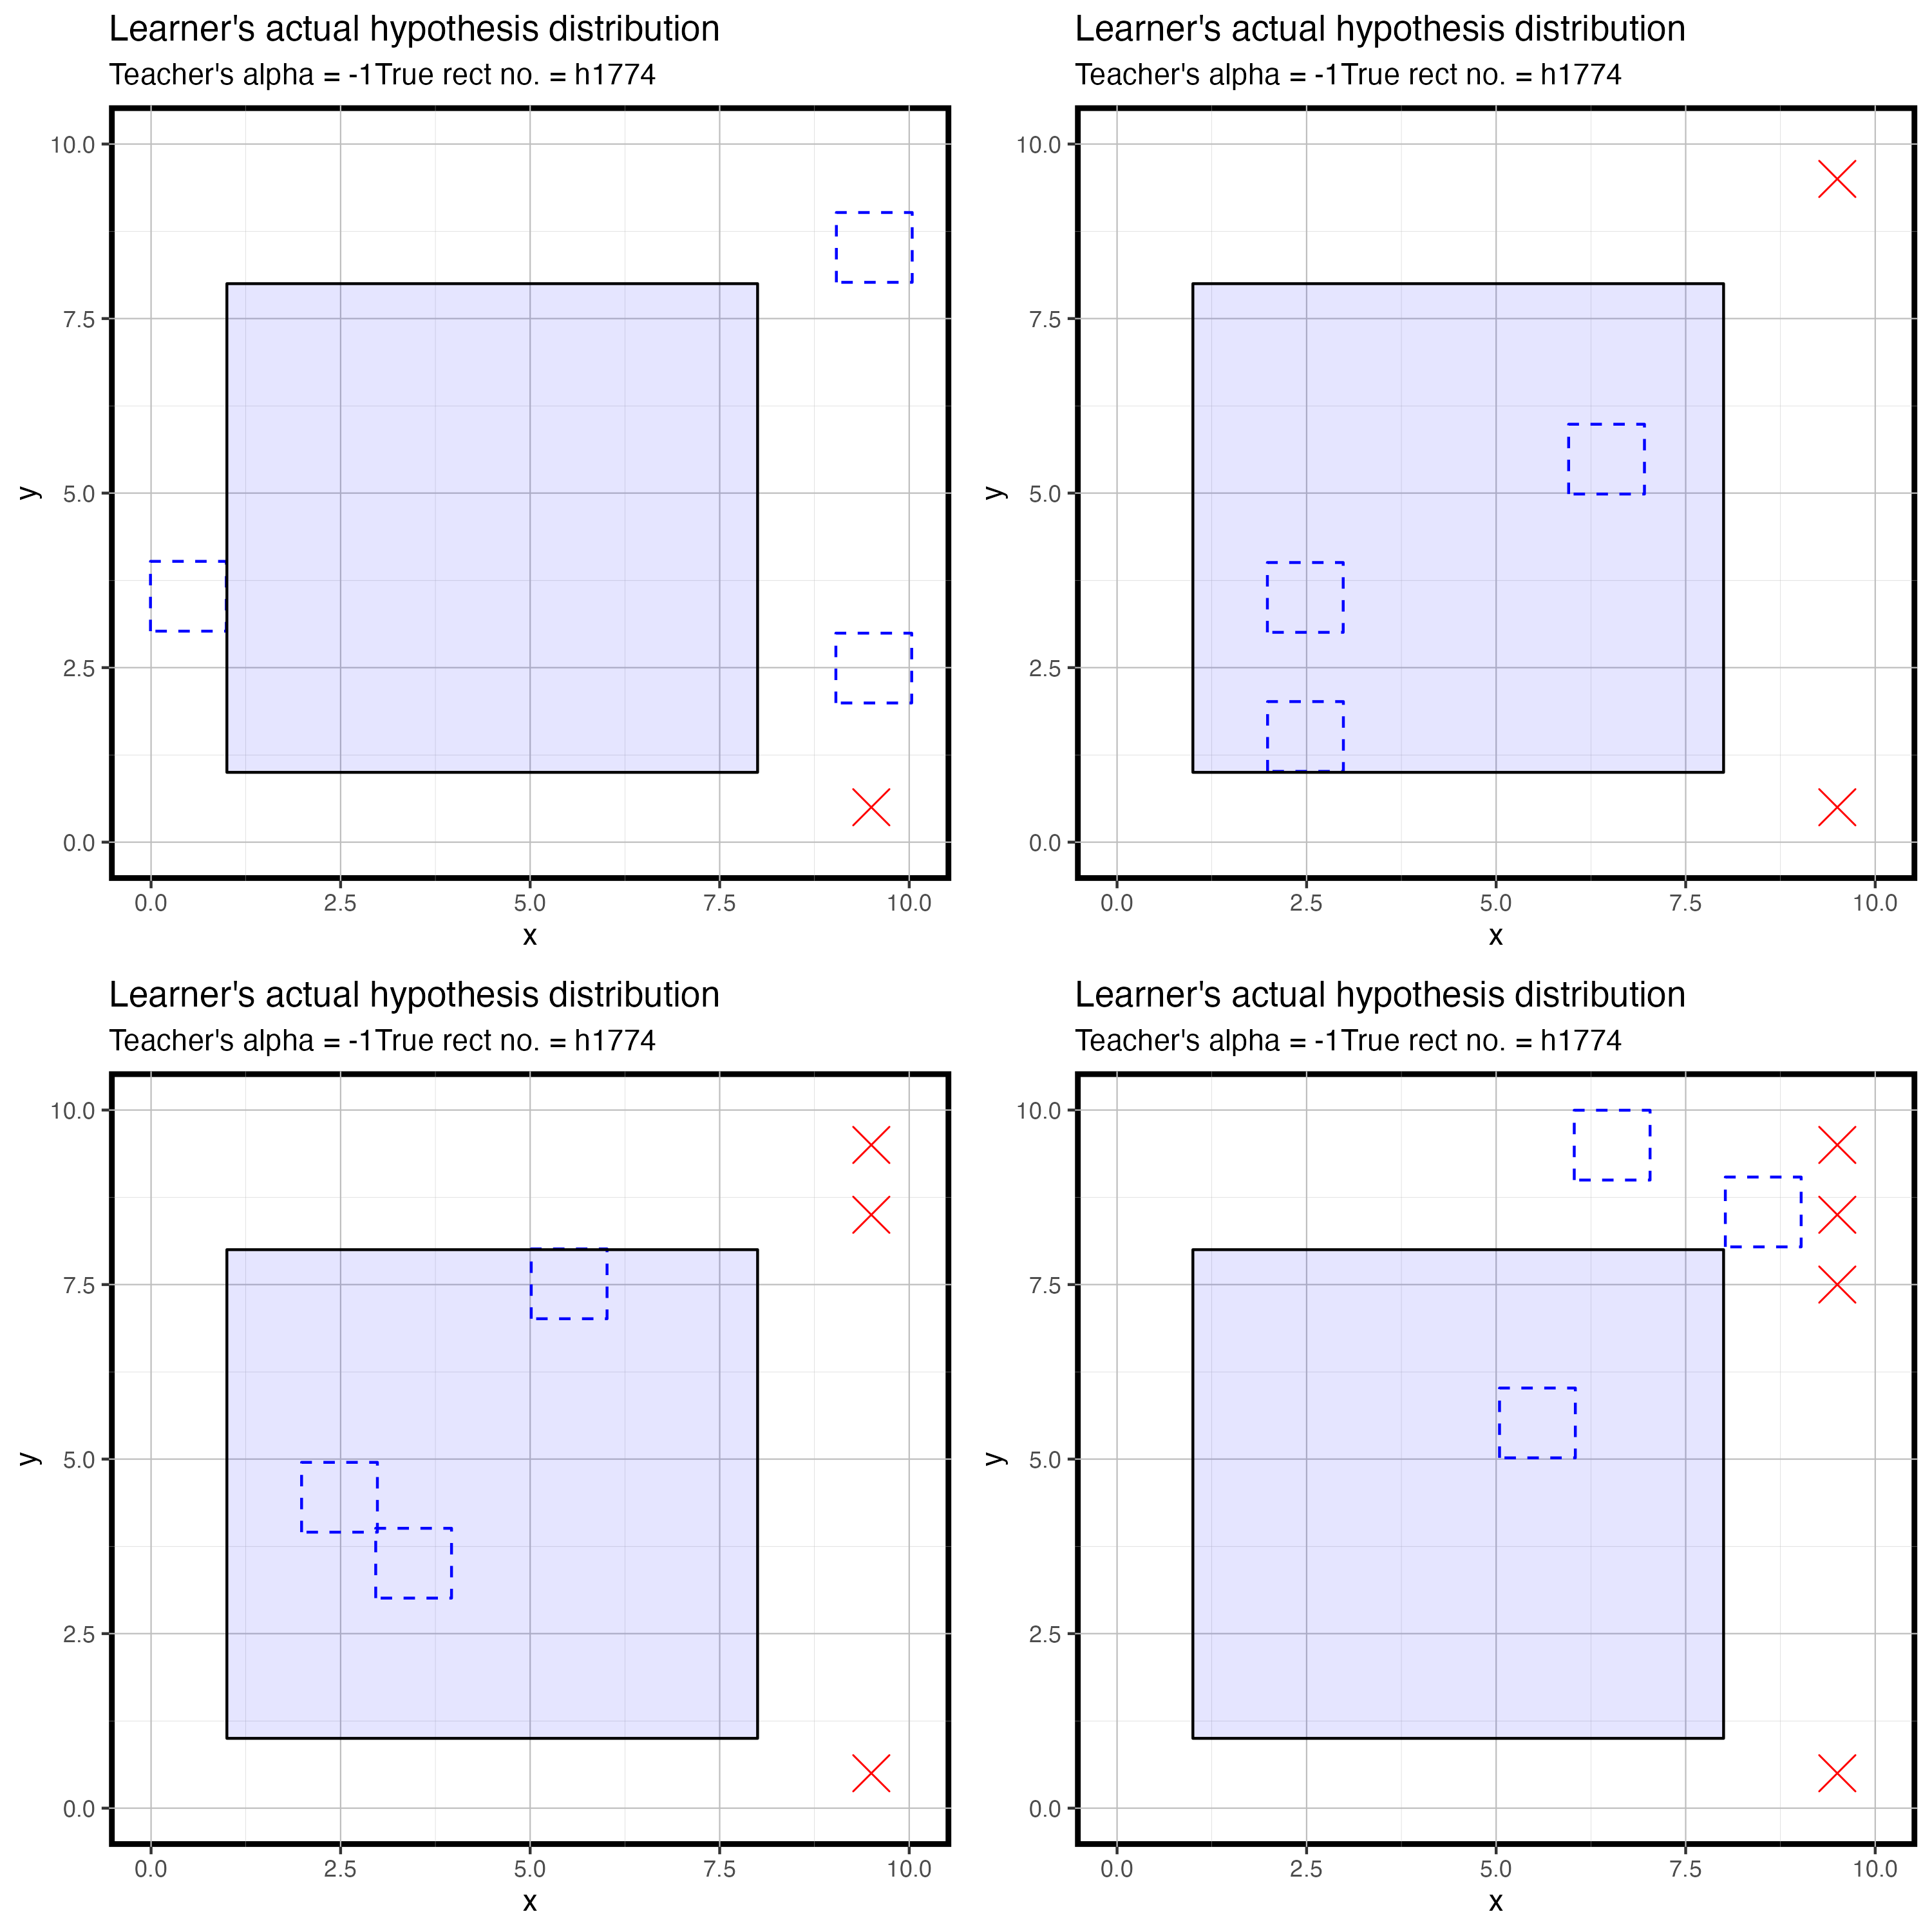 Learner's actual hypothesis distribution
Teacher's alpha = -1True rect no. = h1774
10.0
7.5
5.0
2.5
0.0
y
0.0 2.5 5.0 7.5 10.0
x
Learner's actual hypothesis distribution
Teacher's alpha = -1True rect no. = h1774
10.0
7.5
5.0
2.5
0.0
y
0.0 2.5 5.0 7.5 10.0
x
Learner's actual hypothesis distribution
Teacher's alpha = -1True rect no. = h1774
10.0
7.5
5.0
2.5
0.0
y
0.0 2.5 5.0 7.5 10.0
x
Learner's actual hypothesis distribution
Teacher's alpha = -1True rect no. = h1774
10.0
7.5
5.0
2.5
0.0
y
0.0 2.5 5.0 7.5 10.0
x